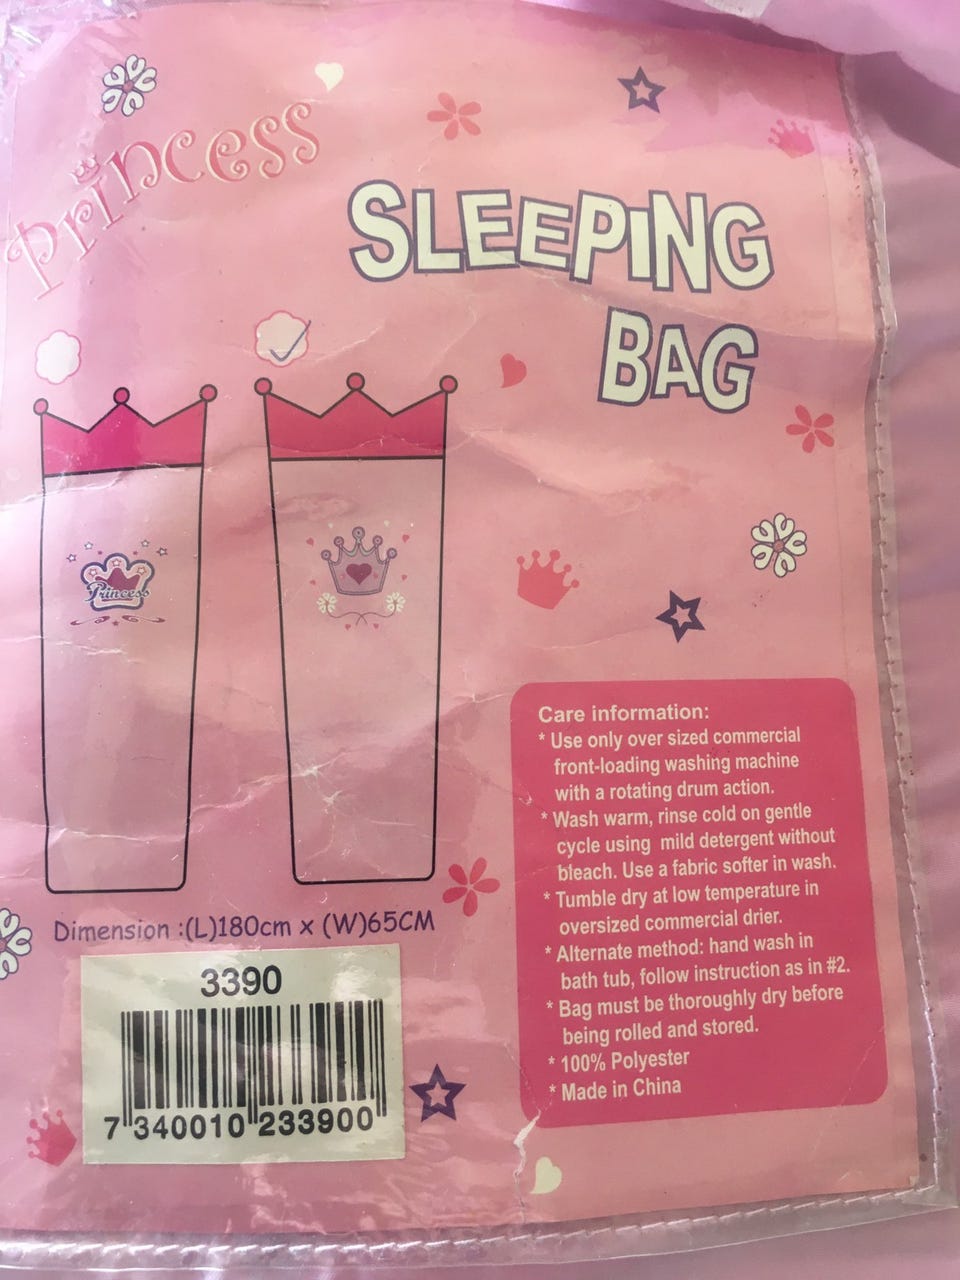 Princess
SLEEPING
BAG
Princess
Care information:
* Use only over sized commercial
front-loading washing machine
with a rotating drum action.
* Wash warm, rinse cold on gentle
cycle using mild detergent without
bleach. Use a fabric softer in wash.
* Tumble dry at low temperature in
oversized commercial drier.
* Alternate method: hand wash in
bath tub, follow instruction as in #2.
* Bag must be thoroughly dry before
being rolled and stored.
* 100% Polyester
* Made in China
Dimension :(L)180cm x (W)65CM
3390
7 340010 233900